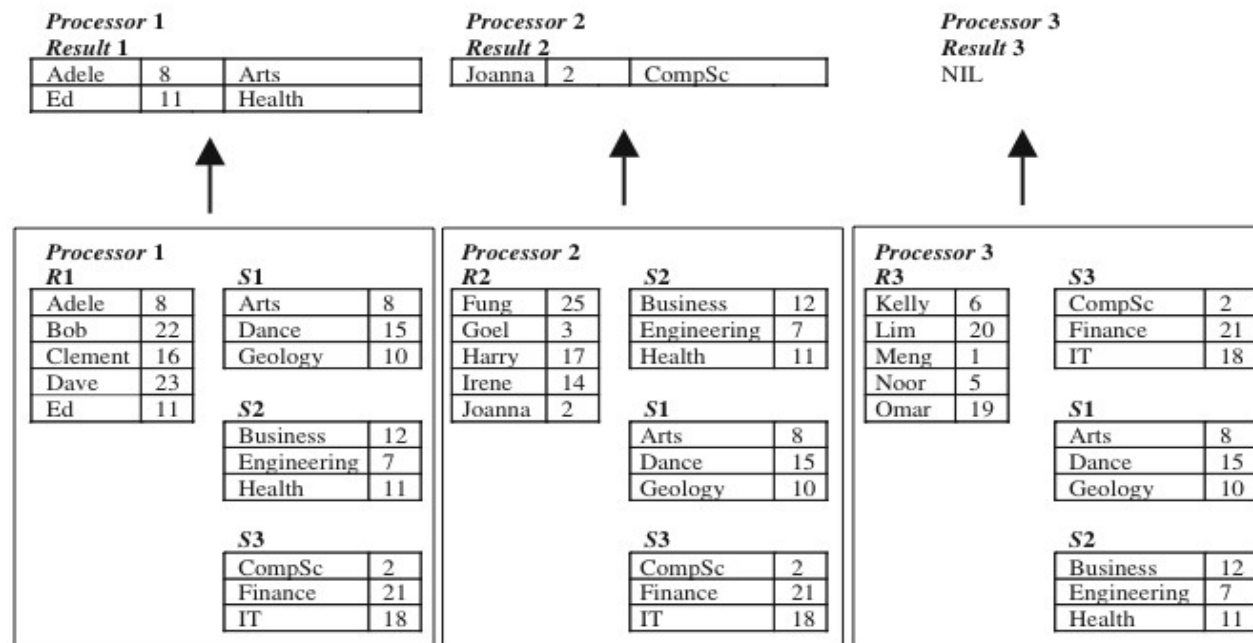 Processor 1
Result 1
Adele 8 Arts
Ed 11 Health
Processor 2
Result 2
Joanna 2 CompSc
Processor 3
Result 3
NIL
Processor 1
R1
Adele 8
Bob 22
Clement 16
Dave 23
Ed 11
S1
Arts 8
Dance 15
Geology 10
S2
Business 12
Engineering 7
Health 11
S3
CompSc 2
Finance 21
IT 18
Processor 2
R2
Fung 25
Goel 3
Harry 17
Irene 14
Joanna 2
S2
Business 12
Engineering 7
Health 11
S1
Arts 8
Dance 15
Geology 10
S3
CompSc 2
Finance 21
IT 18
Processor 3
R3
Kelly 6
Lim 20
Meng 1
Noor 5
Omar 19
S3
CompSc 2
Finance 21
IT 18
S1
Arts 8
Dance 15
Geology 10
S2
Business 12
Engineering 7
Health 11